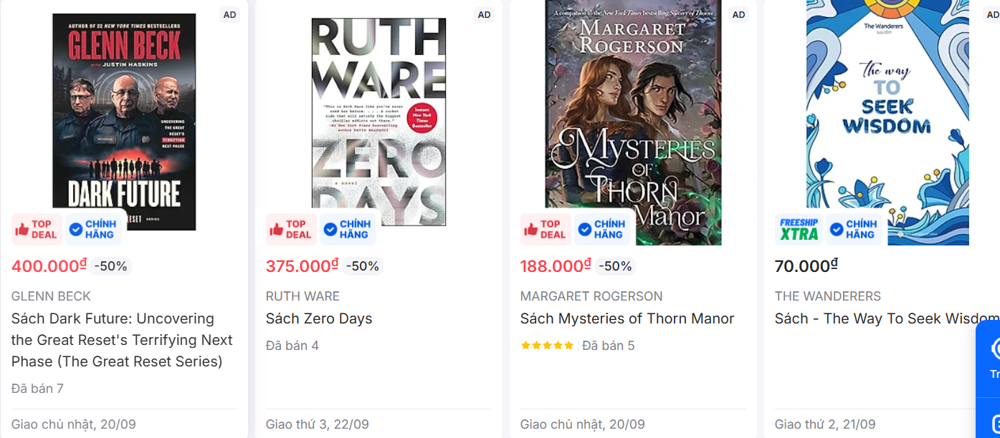 AD
AUTHOR OF 22 NEW YORK TIMES BESTSELLERS
GLENN BECK
WITH JUSTIN HASKINS
UNCOVERING
THE GREAT
RESET'S
TERRIFYING
NEXT PHASE
DARK FUTURE
RESET SERIES
TOP
DEAL
CHÍNH
HÃNG
400.000₫ -50%
GLENN BECK
Sách Dark Future: Uncovering
the Great Reset's Terrifying Next
Phase (The Great Reset Series)
Đã bán 7
Giao chủ nhật, 20/09
AD
RUTH
WARE
"This is Ruth Ware like you've never
read her before. . . . A rocket
ride that will satisfy the biggest
thriller addicts out there."
-#1 New York Times bestselling
author DAVID BALDACCI
Instant
New York
Times
Bestseller
ZERO
a novel
DAYS
TOP
DEAL
CHÍNH
HÃNG
375.000₫ -50%
RUTH WARE
Sách Zero Days
Đã bán 4
Giao thứ 3, 22/09
AD
A companion to the New York Times bestselling Sorcery of Thorns
MARGARET
ROGERSON
MYSTERIES
OF
THORN
MANOR
TOP
DEAL
CHÍNH
HÃNG
188.000₫ -50%
MARGARET ROGERSON
Sách Mysteries of Thorn Manor
Đã bán 5
Giao chủ nhật, 20/09
AD
The Wanderers
sưu tầm
The way
TO
SEEK
WISDOM
FREESHIP
XTRA
CHÍNH
HÃNG
70.000₫
THE WANDERERS
Sách - The Way To Seek Wisdom
Giao thứ 2, 21/09
Tr